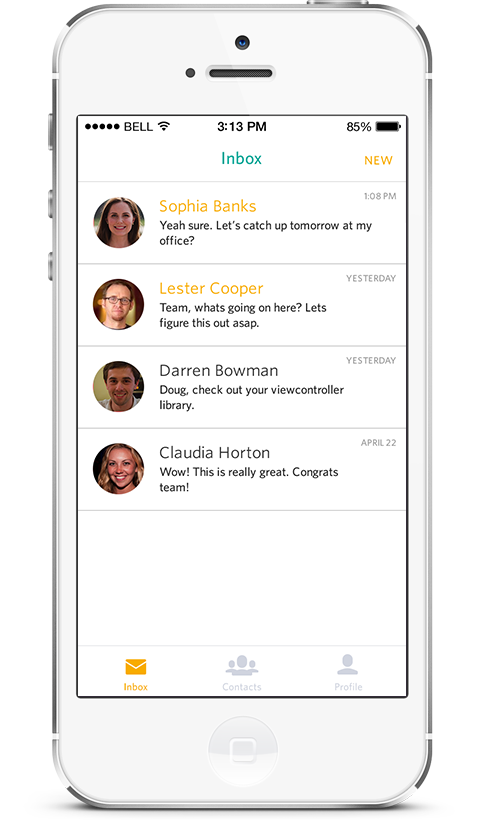 BELL 3:13 PM 85%
Inbox NEW
1:08 PM
Sophia Banks
Yeah sure. Let’s catch up tomorrow at my
office?
YESTERDAY
Lester Cooper
Team, whats going on here? Lets
figure this out asap.
YESTERDAY
Darren Bowman
Doug, check out your viewcontroller
library.
APRIL 22
Claudia Horton
Wow! This is really great. Congrats
team!
Inbox Contacts Profile